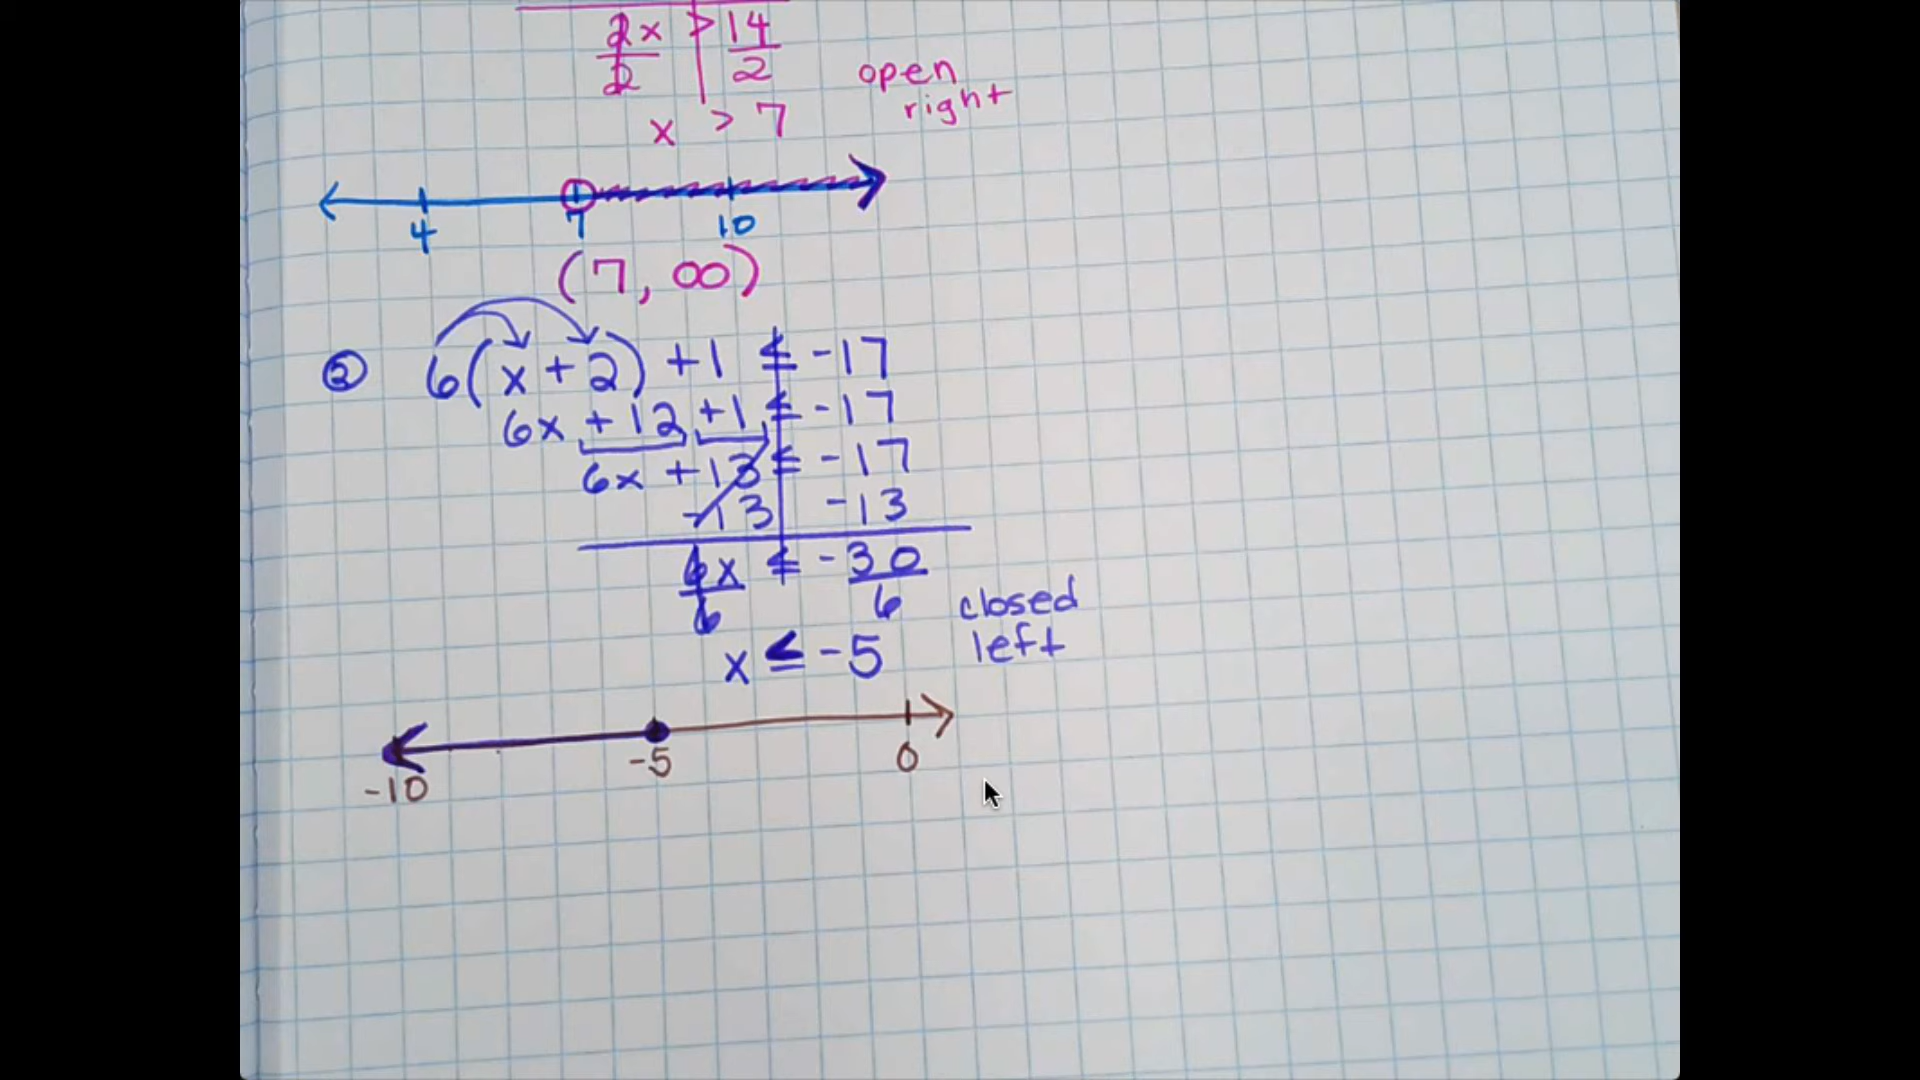 2x > 14
2 2
open
right
x > 7
4 7 10
(7, ∞)
② 6(x + 2) + 1 ≤ -17
6x + 12 + 1 ≤ -17
6x + 13 ≤ -17
-13 -13
6x ≤ -30
6 6
closed
left
x ≤ -5
-10 -5 0